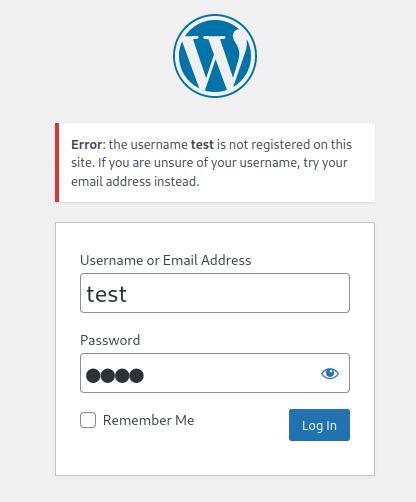 Error: the username test is not registered on this
site. If you are unsure of your username, try your
email address instead.
Username or Email Address
test
Password
Remember Me
Log In